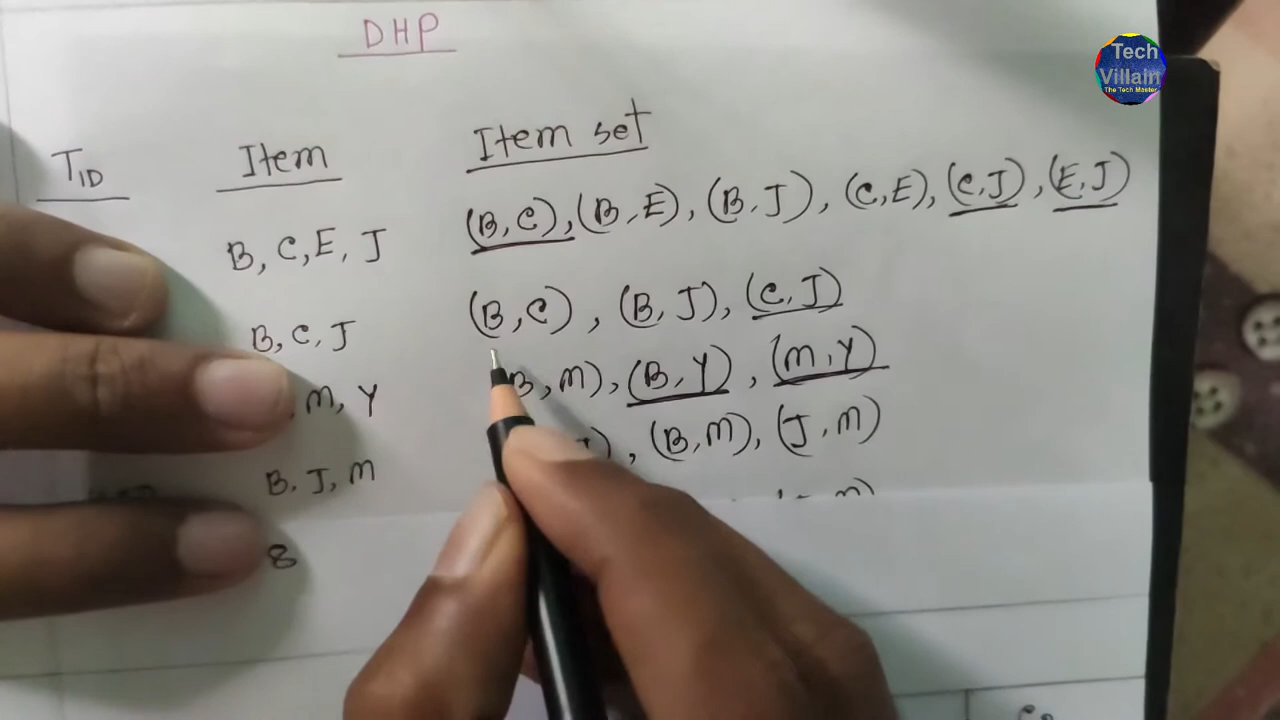 DHP
Tech
Villain
The Tech Master
TID Item Item set
B, C, E, J (B, C), (B, E), (B, J), (C, E), (C, J), (E, J)
B, C, J (B, C), (B, J), (C, J)
M, Y B, M), (B, Y), (M, Y)
B. J, M J), (B, M), (J, M)
8